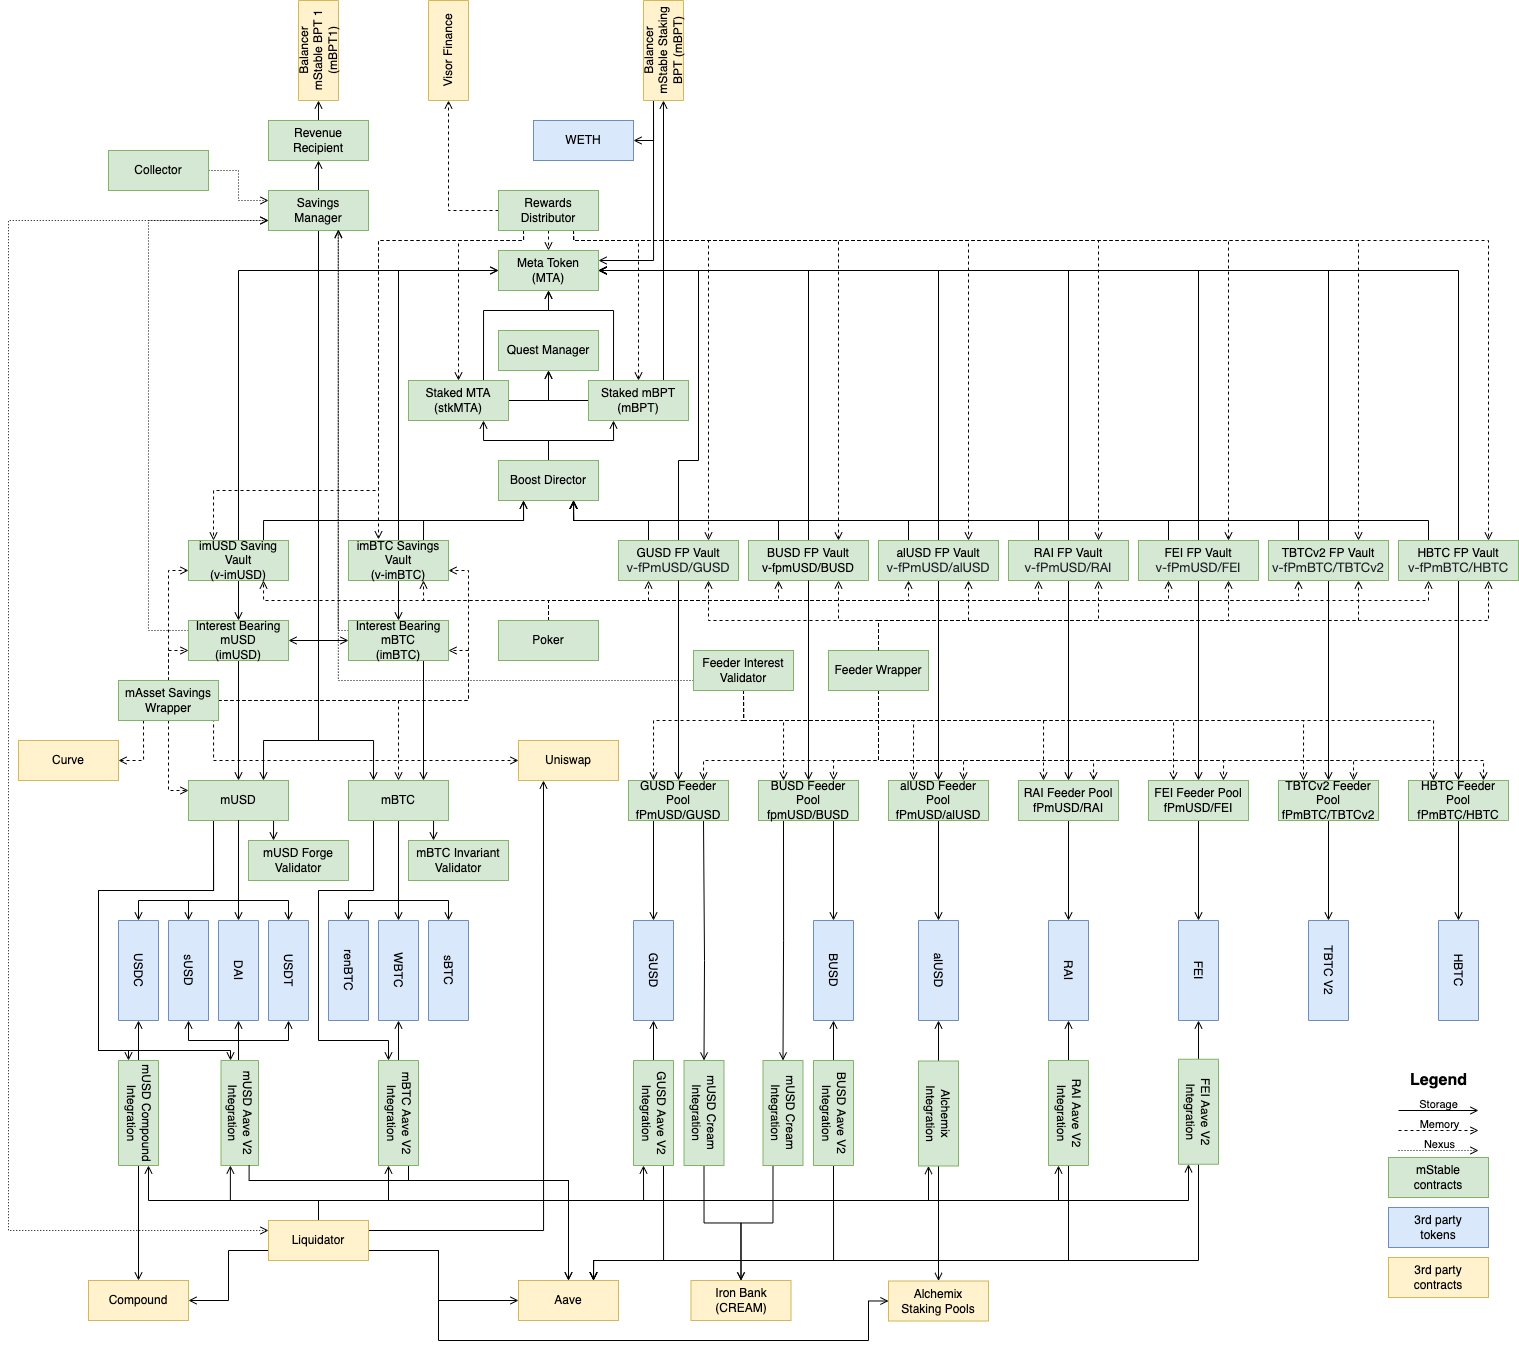 Balancer
mStable BPT 1
(mBPT1)
Visor Finance
Balancer
mStable Staking
BPT (mBPT)
Revenue
Recipient
WETH
Collector
Savings
Manager
Rewards
Distributor
Meta Token
(MTA)
Quest Manager
Staked MTA
(stkMTA)
Staked mBPT
(mBPT)
Boost Director
imUSD Saving
Vault
(v-imUSD)
imBTC Savings
Vault
(v-imBTC)
GUSD FP Vault
v-fPmUSD/GUSD
BUSD FP Vault
v-fpmUSD/BUSD
alUSD FP Vault
v-fPmUSD/alUSD
RAI FP Vault
v-fPmUSD/RAI
FEI FP Vault
v-fPmUSD/FEI
TBTCv2 FP Vault
v-fPmBTC/TBTCv2
HBTC FP Vault
v-fPmBTC/HBTC
Interest Bearing
mUSD
(imUSD)
Interest Bearing
mBTC
(imBTC)
Poker
Feeder Interest
Validator
Feeder Wrapper
mAsset Savings
Wrapper
Curve
Uniswap
mUSD
mBTC
GUSD Feeder
Pool
fPmUSD/GUSD
BUSD Feeder
Pool
fpmUSD/BUSD
alUSD Feeder
Pool
fPmUSD/alUSD
RAI Feeder Pool
fPmUSD/RAI
FEI Feeder Pool
fPmUSD/FEI
TBTCv2 Feeder
Pool
fPmBTC/TBTCv2
HBTC Feeder
Pool
fPmBTC/HBTC
mUSD Forge
Validator
mBTC Invariant
Validator
USDC
sUSD
DAI
USDT
renBTC
WBTC
sBTC
GUSD
BUSD
alUSD
RAI
FEI
TBTC V2
HBTC
mUSD Compound
Integration
mUSD Aave V2
Integration
mBTC Aave V2
Integration
GUSD Aave V2
Integration
mUSD Cream
Integration
mUSD Cream
Integration
BUSD Aave V2
Integration
Alchemix
Integration
RAI Aave V2
Integration
FEI Aave V2
Integration
Legend
Storage
Memory
Nexus
mStable
contracts
3rd party
tokens
3rd party
contracts
Liquidator
Compound
Aave
Iron Bank
(CREAM)
Alchemix
Staking Pools